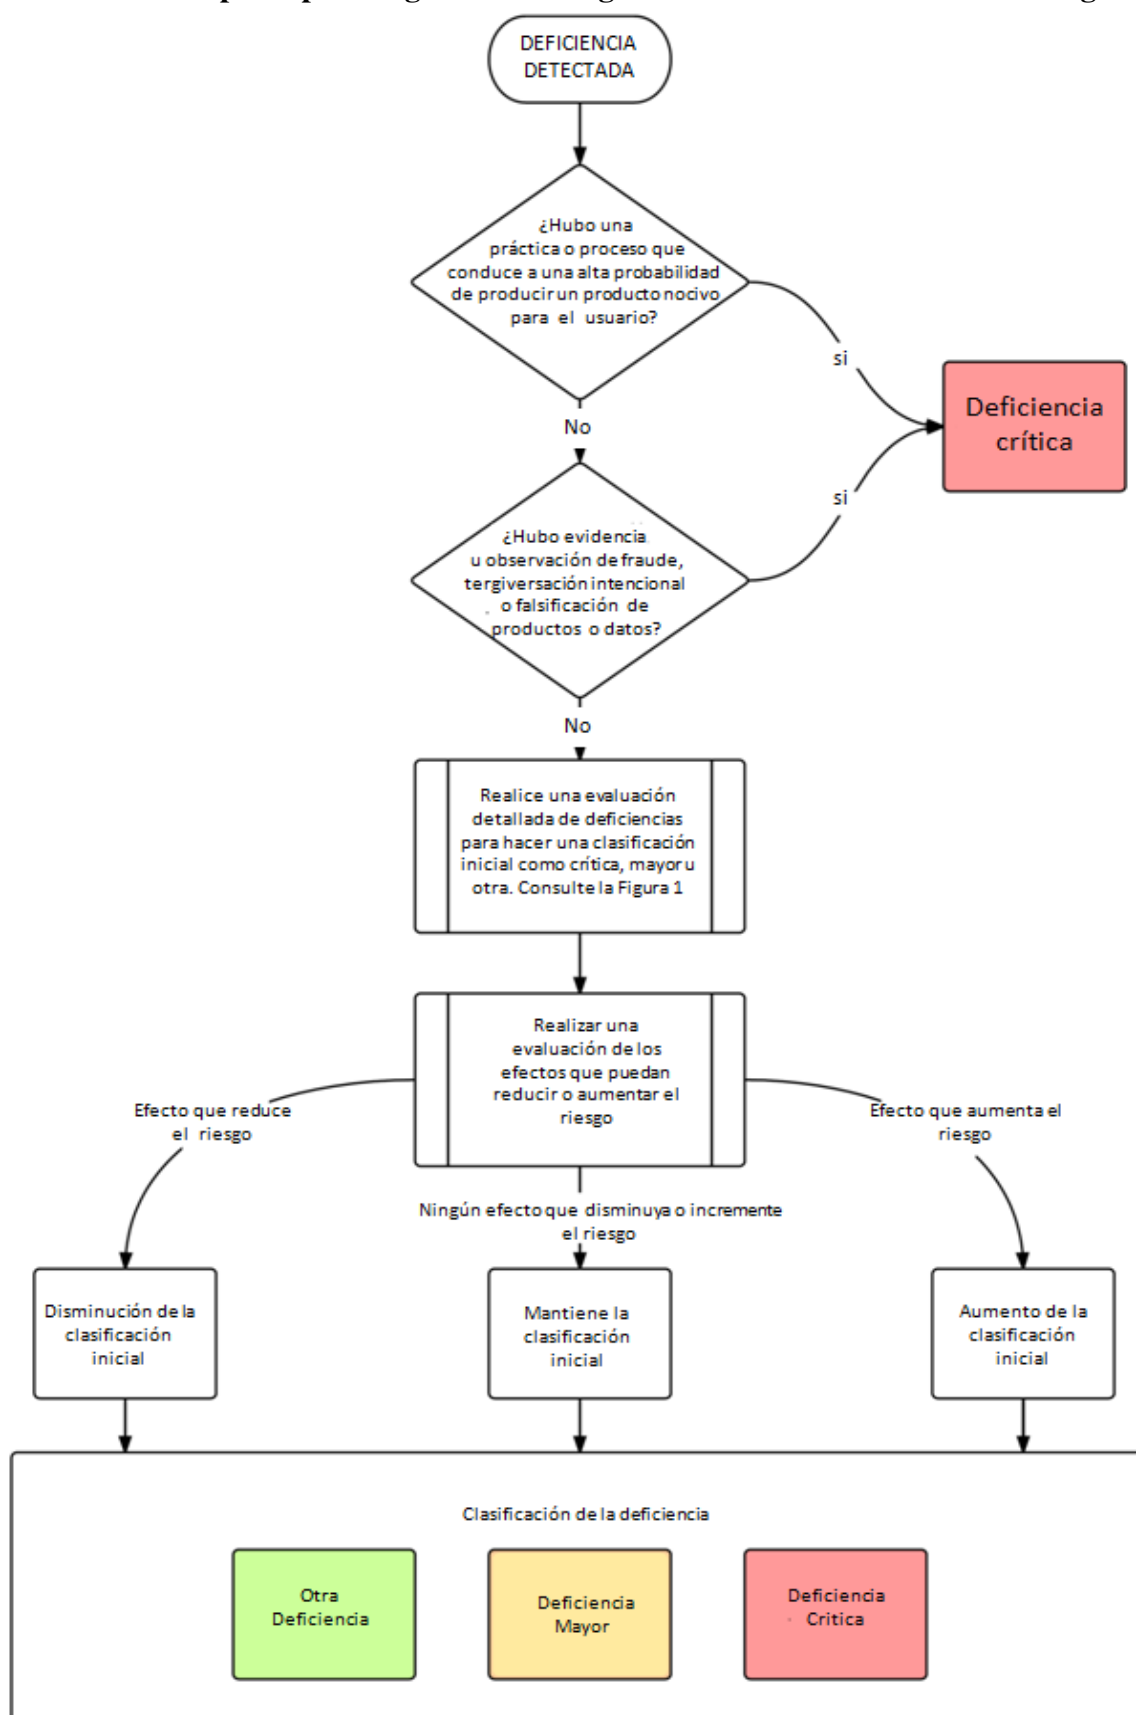 DEFICIENCIA
DETECTADA
¿Hubo una
práctica o proceso que
conduce a una alta probabilidad
de producir un producto nocivo
para el usuario?
si
Deficiencia
crítica
No
si
¿Hubo evidencia
u observación de fraude,
tergiversación intencional
o falsificación de
productos o datos?
No
Realice una evaluación
detallada de deficiencias
para hacer una clasificación
inicial como crítica, mayor u
otra. Consulte la Figura 1
Realizar una
evaluación de los
efectos que puedan
reducir o aumentar el
riesgo
Efecto que reduce
el riesgo
Efecto que aumenta el
riesgo
Ningún efecto que disminuya o incremente
el riesgo
Disminución de la
clasificación
inicial
Mantiene la
clasificación
inicial
Aumento de la
clasificación
inicial
Clasificación de la deficiencia
Otra
Deficiencia
Deficiencia
Mayor
Deficiencia
Critica